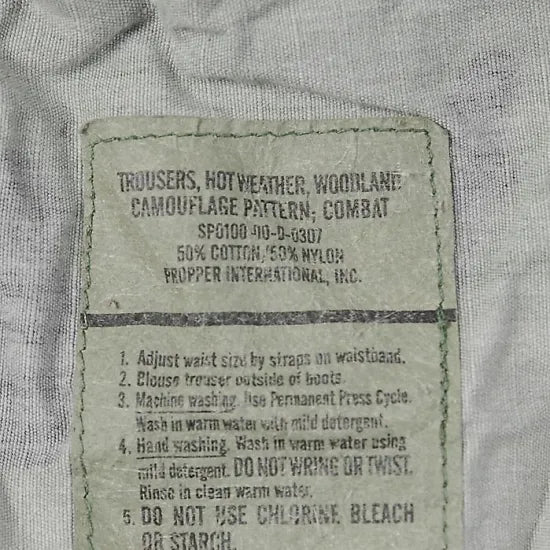 TROUSERS, HOT WEATHER, WOODLAND
CAMOUFLAGE PATTERN; COMBAT
SPO100-00-D-0307
50% COTTON/50% NYLON
PROPPER INTERNATIONAL, INC.
1. Adjust waist size by straps on waistband.
2. Blouse trouser outside of boots.
3. Machine washing. Use Permanent Press Cycle.
Wash in warm water with mild detergent.
4. Hand washing. Wash in warm water using
mild detergent. DO NOT WRING OR TWIST.
Rinse in clean warm water.
5. DO NOT USE CHLORINE BLEACH
OR STARCH.